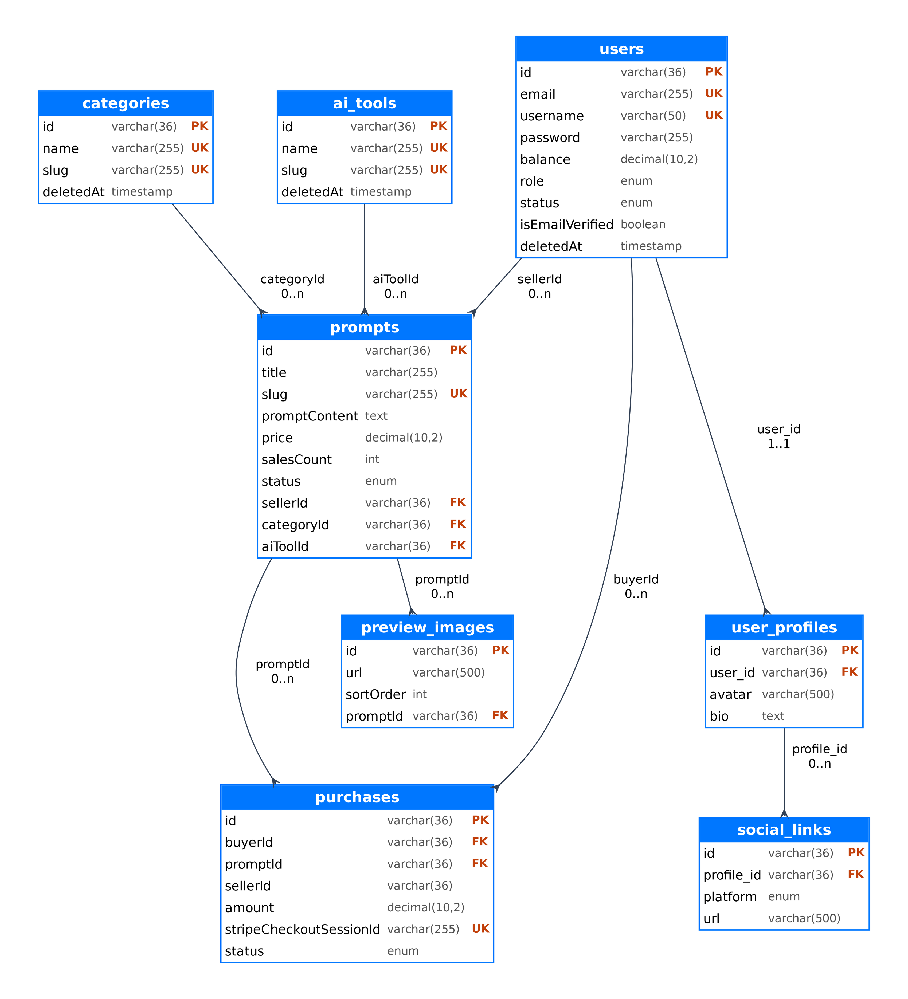 users
id varchar(36) PK
email varchar(255) UK
username varchar(50) UK
password varchar(255)
balance decimal(10,2)
role enum
status enum
isEmailVerified boolean
deletedAt timestamp
categories
id varchar(36) PK
name varchar(255) UK
slug varchar(255) UK
deletedAt timestamp
ai_tools
id varchar(36) PK
name varchar(255) UK
slug varchar(255) UK
deletedAt timestamp
categoryId
0..n
aiToolId
0..n
sellerId
0..n
prompts
id varchar(36) PK
title varchar(255)
slug varchar(255) UK
promptContent text
price decimal(10,2)
salesCount int
status enum
sellerId varchar(36) FK
categoryId varchar(36) FK
aiToolId varchar(36) FK
user_id
1..1
promptId
0..n
buyerId
0..n
preview_images
id varchar(36) PK
url varchar(500)
sortOrder int
promptId varchar(36) FK
user_profiles
id varchar(36) PK
user_id varchar(36) FK
avatar varchar(500)
bio text
promptId
0..n
profile_id
0..n
purchases
id varchar(36) PK
buyerId varchar(36) FK
promptId varchar(36) FK
sellerId varchar(36)
amount decimal(10,2)
stripeCheckoutSessionId varchar(255) UK
status enum
social_links
id varchar(36) PK
profile_id varchar(36) FK
platform enum
url varchar(500)